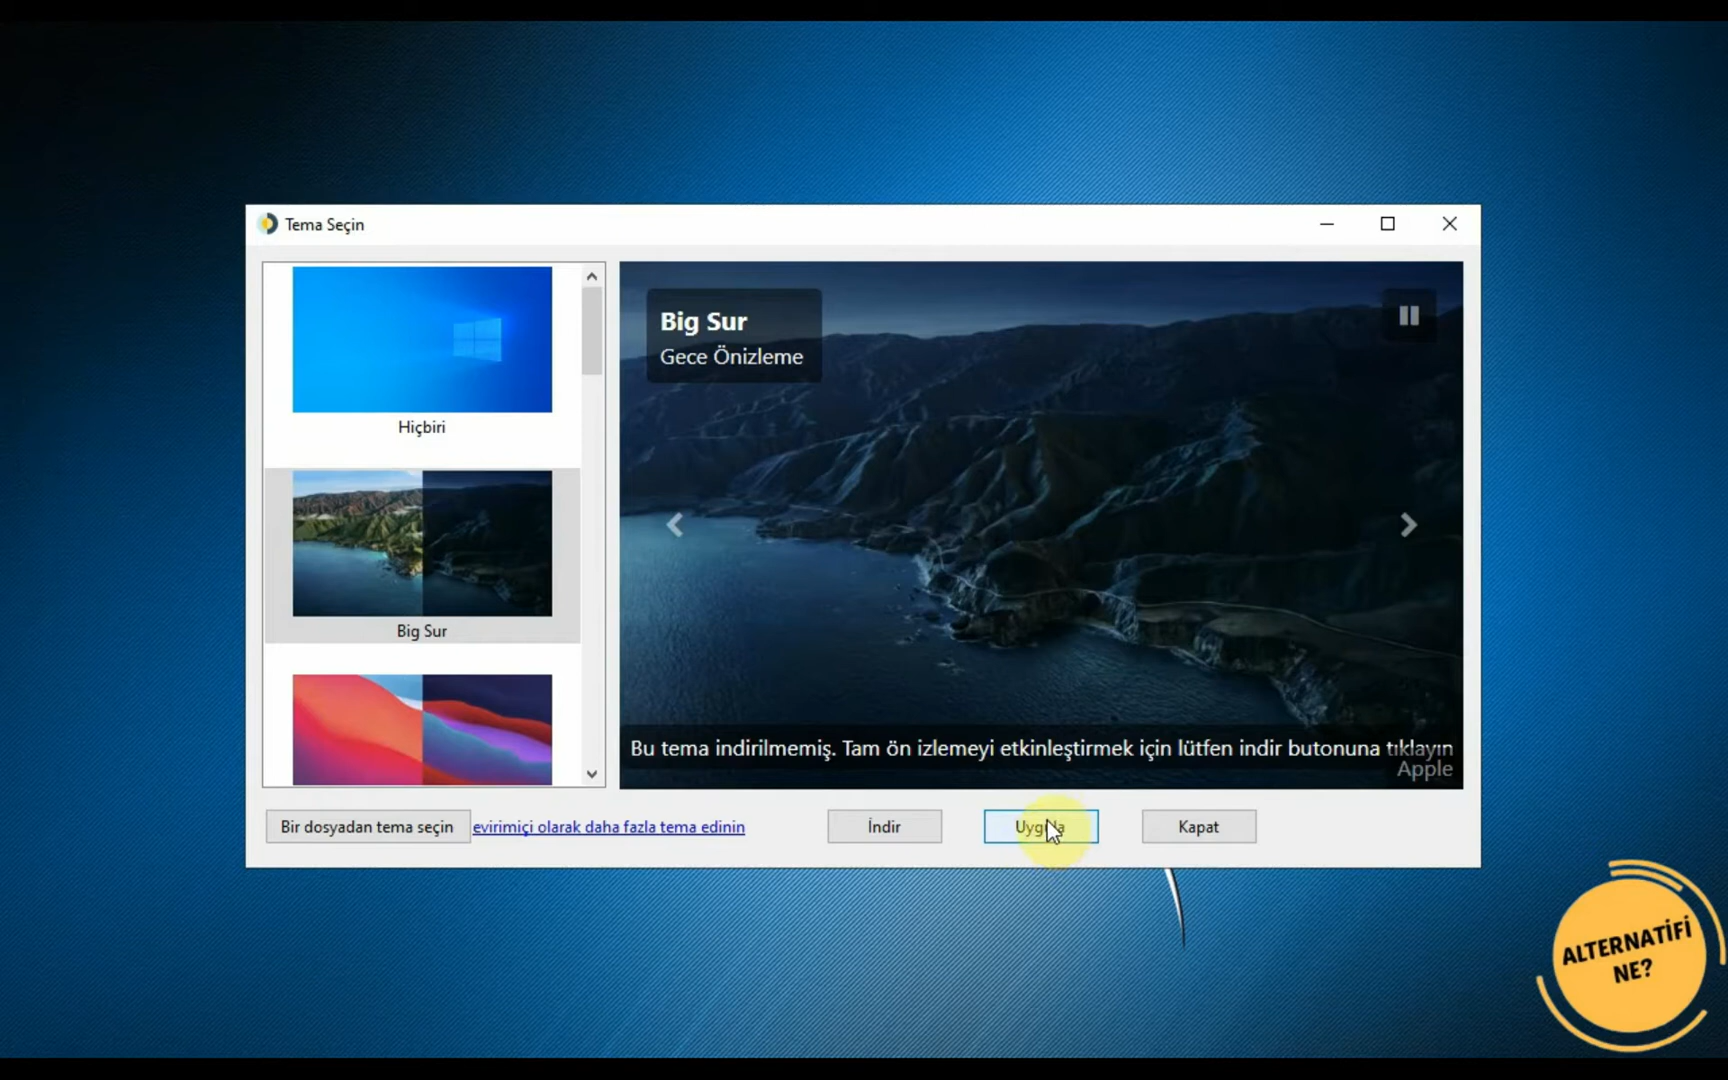 Tema Seçin
Hiçbiri
Big Sur
Big Sur
Gece Önizleme
Bu tema indirilmemiş. Tam ön izlemeyi etkinleştirmek için lütfen indir butonuna tıklayın
Apple
Bir dosyadan tema seçin
evirimiçi olarak daha fazla tema edinin
İndir
Kapat
ALTERNATİFİ
NE?